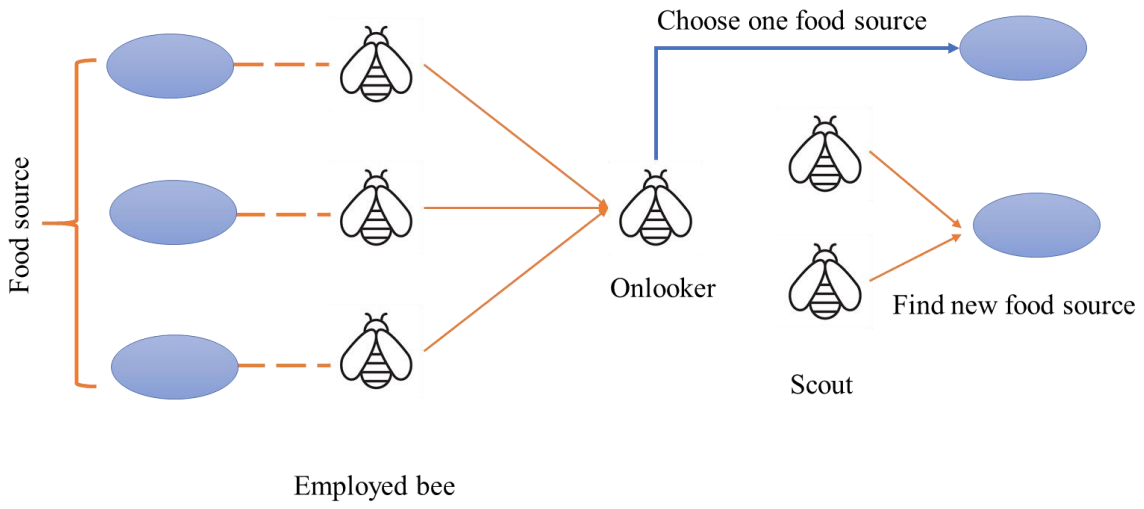 Choose one food source
Food source
Onlooker
Find new food source
Scout
Employed bee